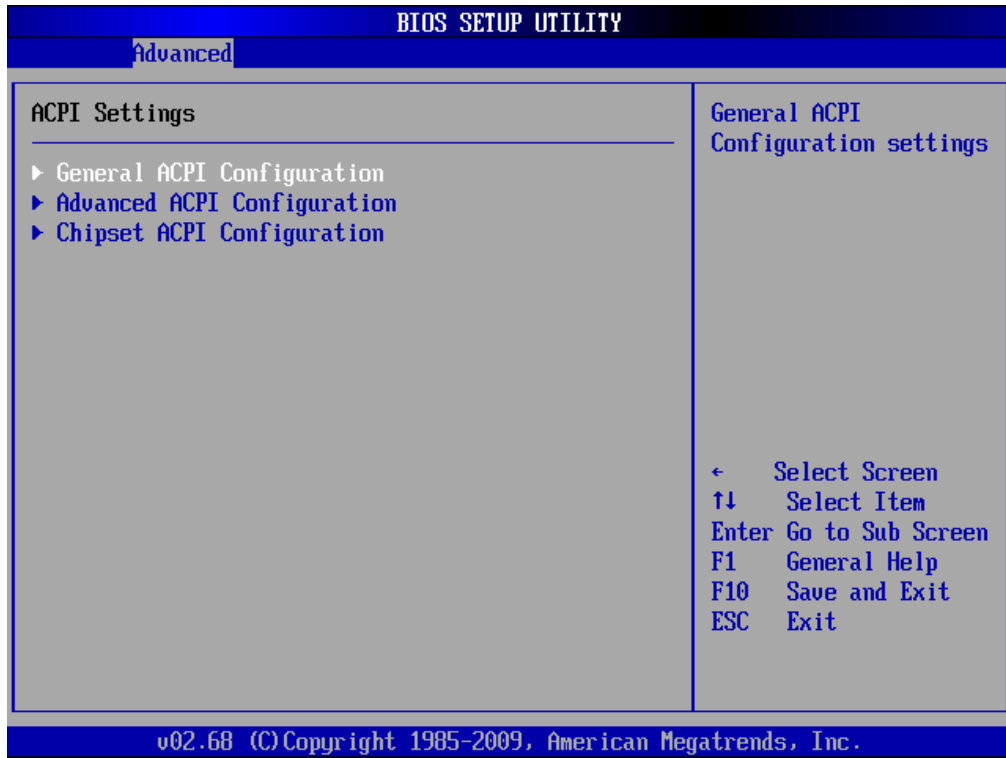 BIOS SETUP UTILITY
Advanced
ACPI Settings
▶ General ACPI Configuration
▶ Advanced ACPI Configuration
▶ Chipset ACPI Configuration
General ACPI
Configuration settings
← Select Screen
↑↓ Select Item
Enter Go to Sub Screen
F1 General Help
F10 Save and Exit
ESC Exit
v02.68 (C)Copyright 1985-2009, American Megatrends, Inc.